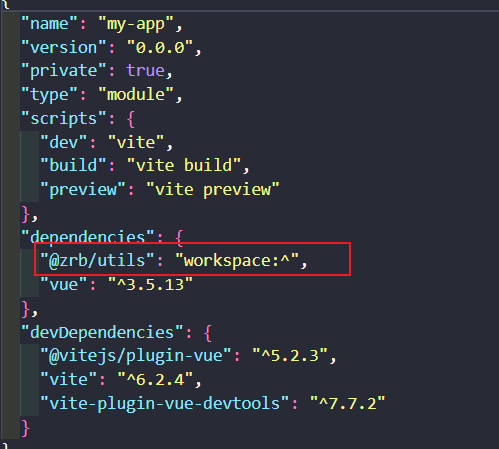 {
"name": "my-app",
"version": "0.0.0",
"private": true,
"type": "module",
"scripts": {
"dev": "vite",
"build": "vite build",
"preview": "vite preview"
},
"dependencies": {
"@zrb/utils": "workspace:^",
"vue": "^3.5.13"
},
"devDependencies": {
"@vitejs/plugin-vue": "^5.2.3",
"vite": "^6.2.4",
"vite-plugin-vue-devtools": "^7.7.2"
}
}